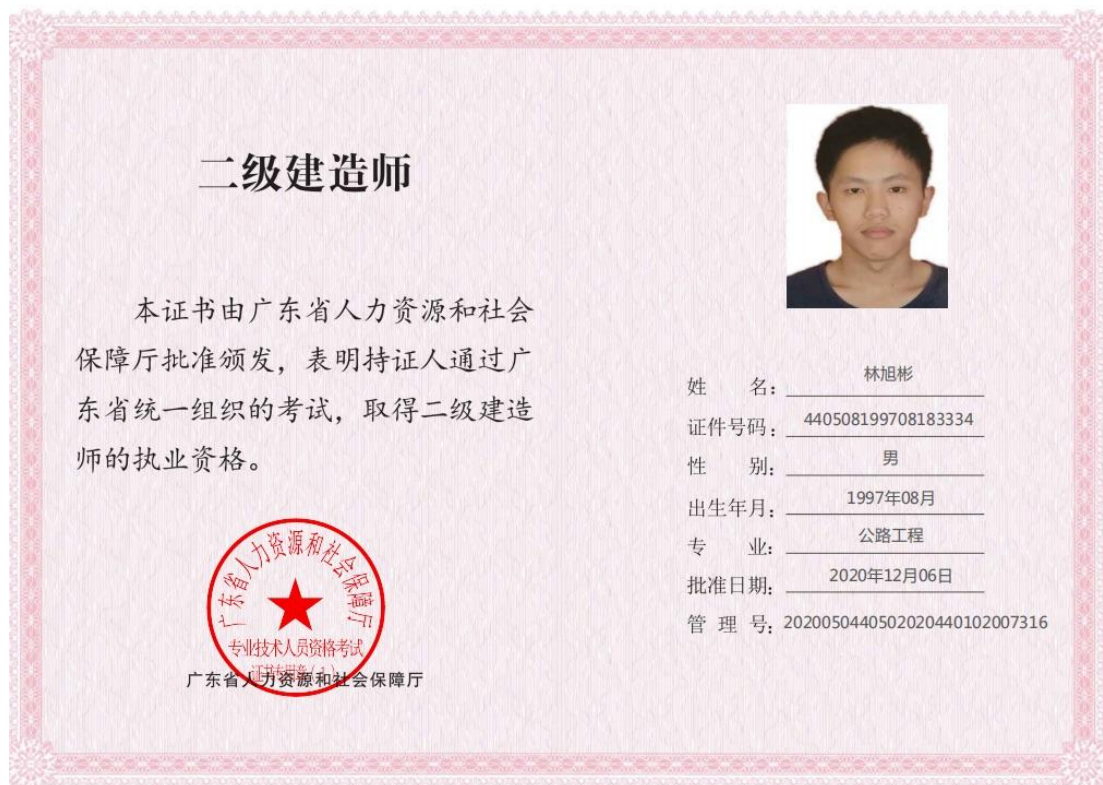 二级建造师
本证书由广东省人力资源和社会
保障厅批准颁发，表明持证人通过广
东省统一组织的考试，取得二级建造
师的执业资格。
广东省人力资源和社会保障厅
专业技术人员资格考试
证书专用章(1)
广东省人力资源和社会保障厅
姓 名：林旭彬
证件号码：440508199708183334
性 别：男
出生年月：1997年08月
专 业：公路工程
批准日期：2020年12月06日
管 理 号：2020050440502020440102007316